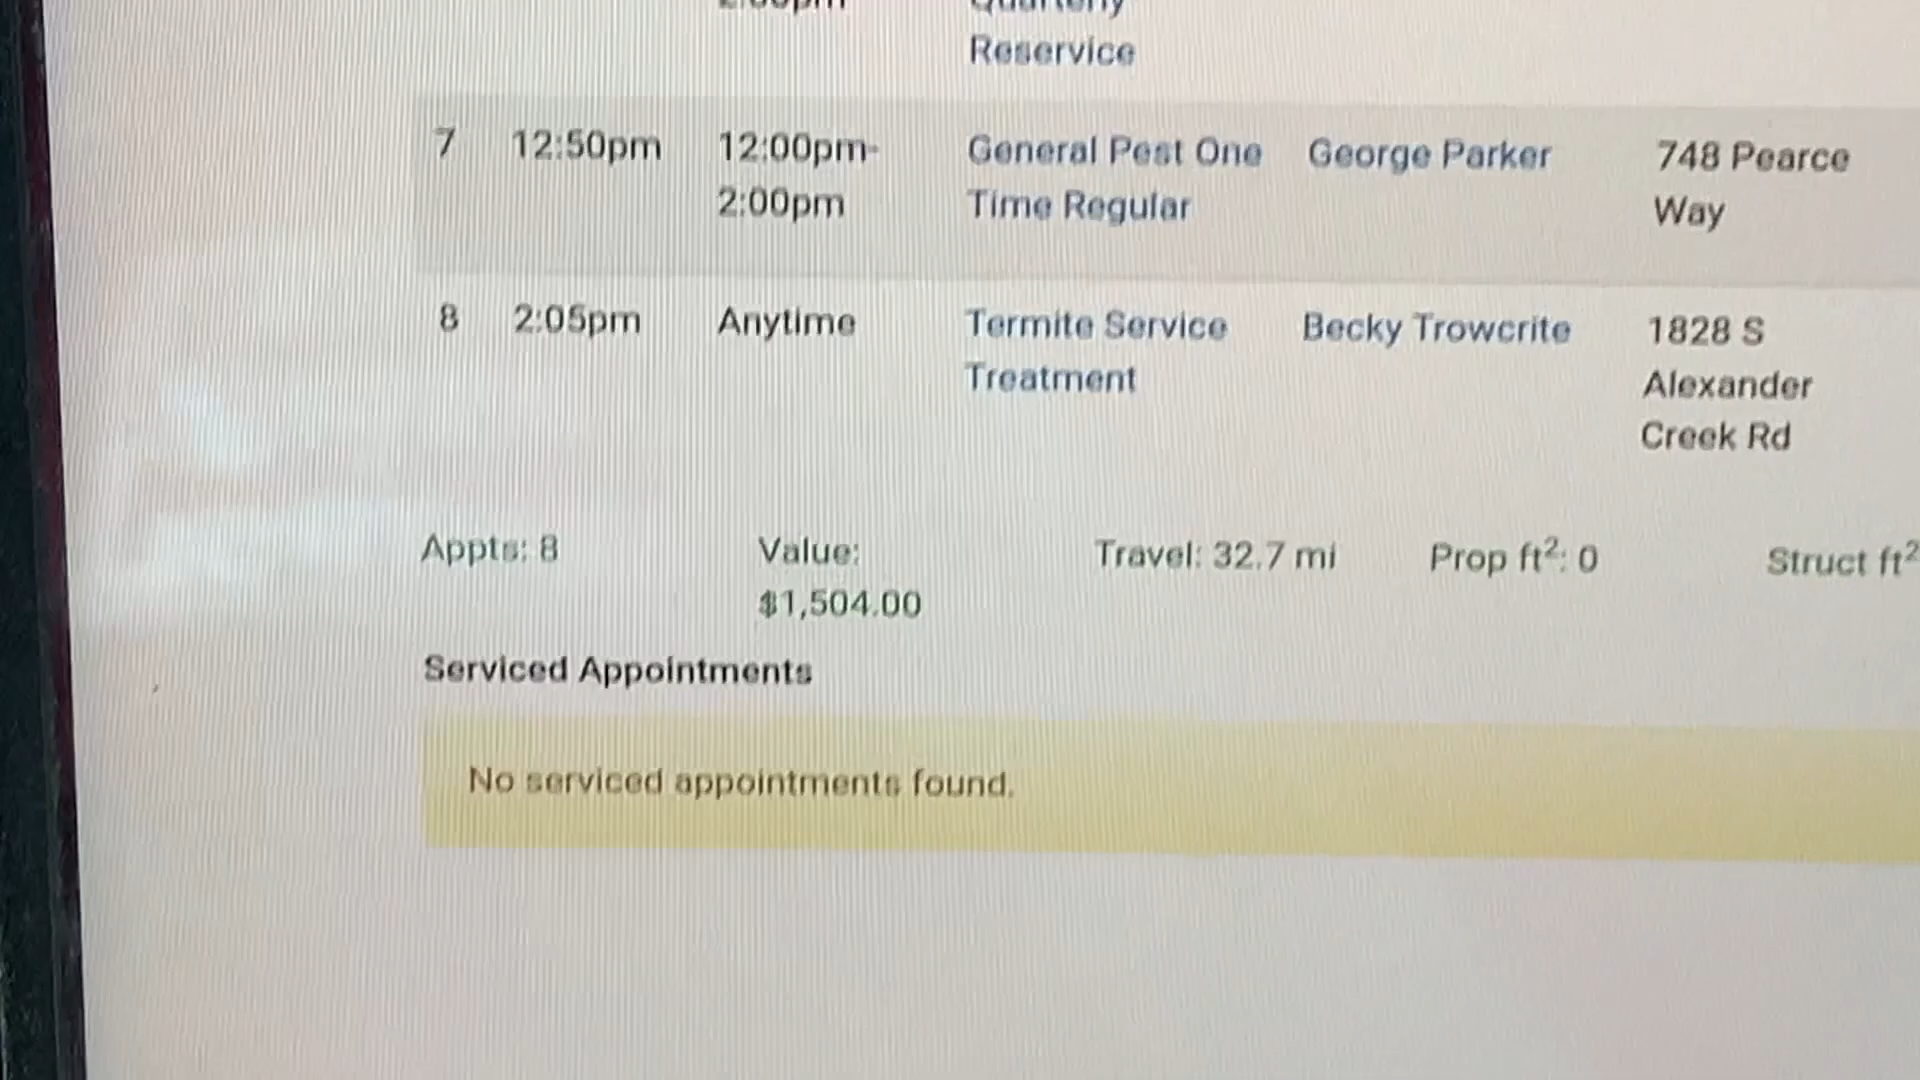 Quarterly
Reservice
7 12:50pm 12:00pm- General Pest One George Parker 748 Pearce
2:00pm Time Regular Way
8 2:05pm Anytime Termite Service Becky Trowcrite 1828 S
Treatment Alexander
Creek Rd
Appts: 8 Value: Travel: 32.7 mi Prop ft²: 0 Struct ft²
$1,504.00
Serviced Appointments
No serviced appointments found.